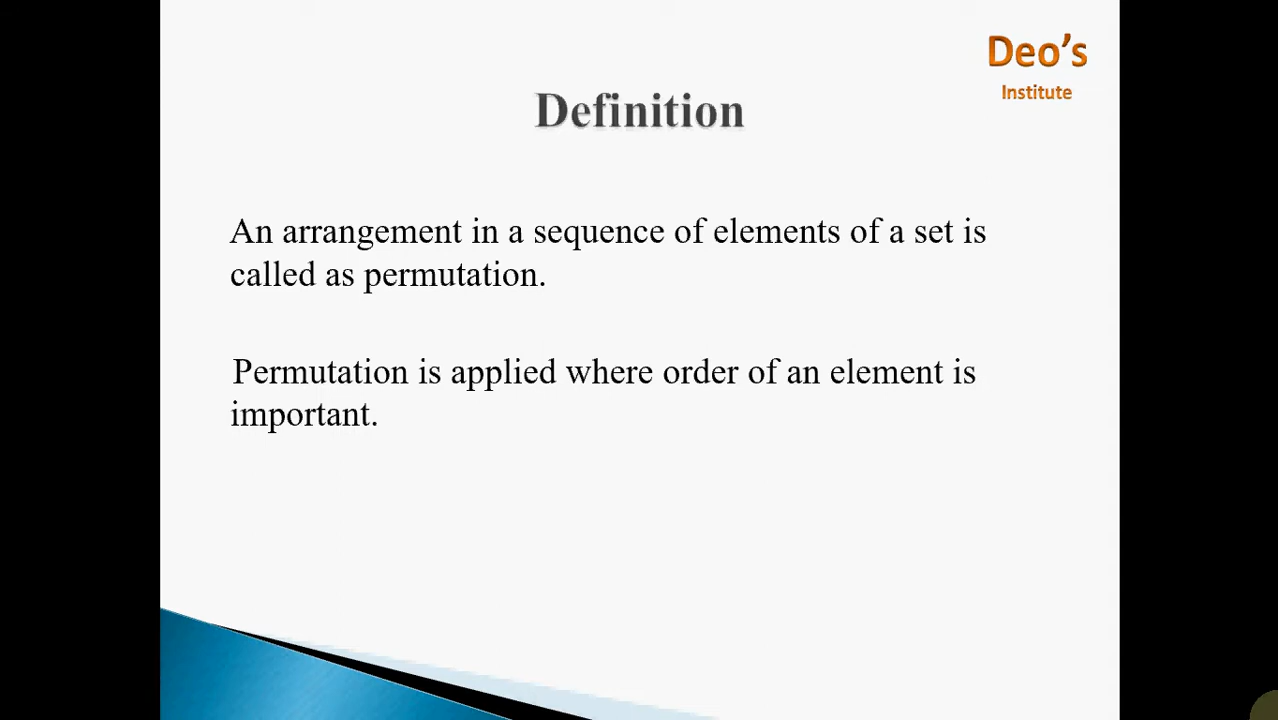 Deo's
Institute
Definition
An arrangement in a sequence of elements of a set is
called as permutation.
Permutation is applied where order of an element is
important.